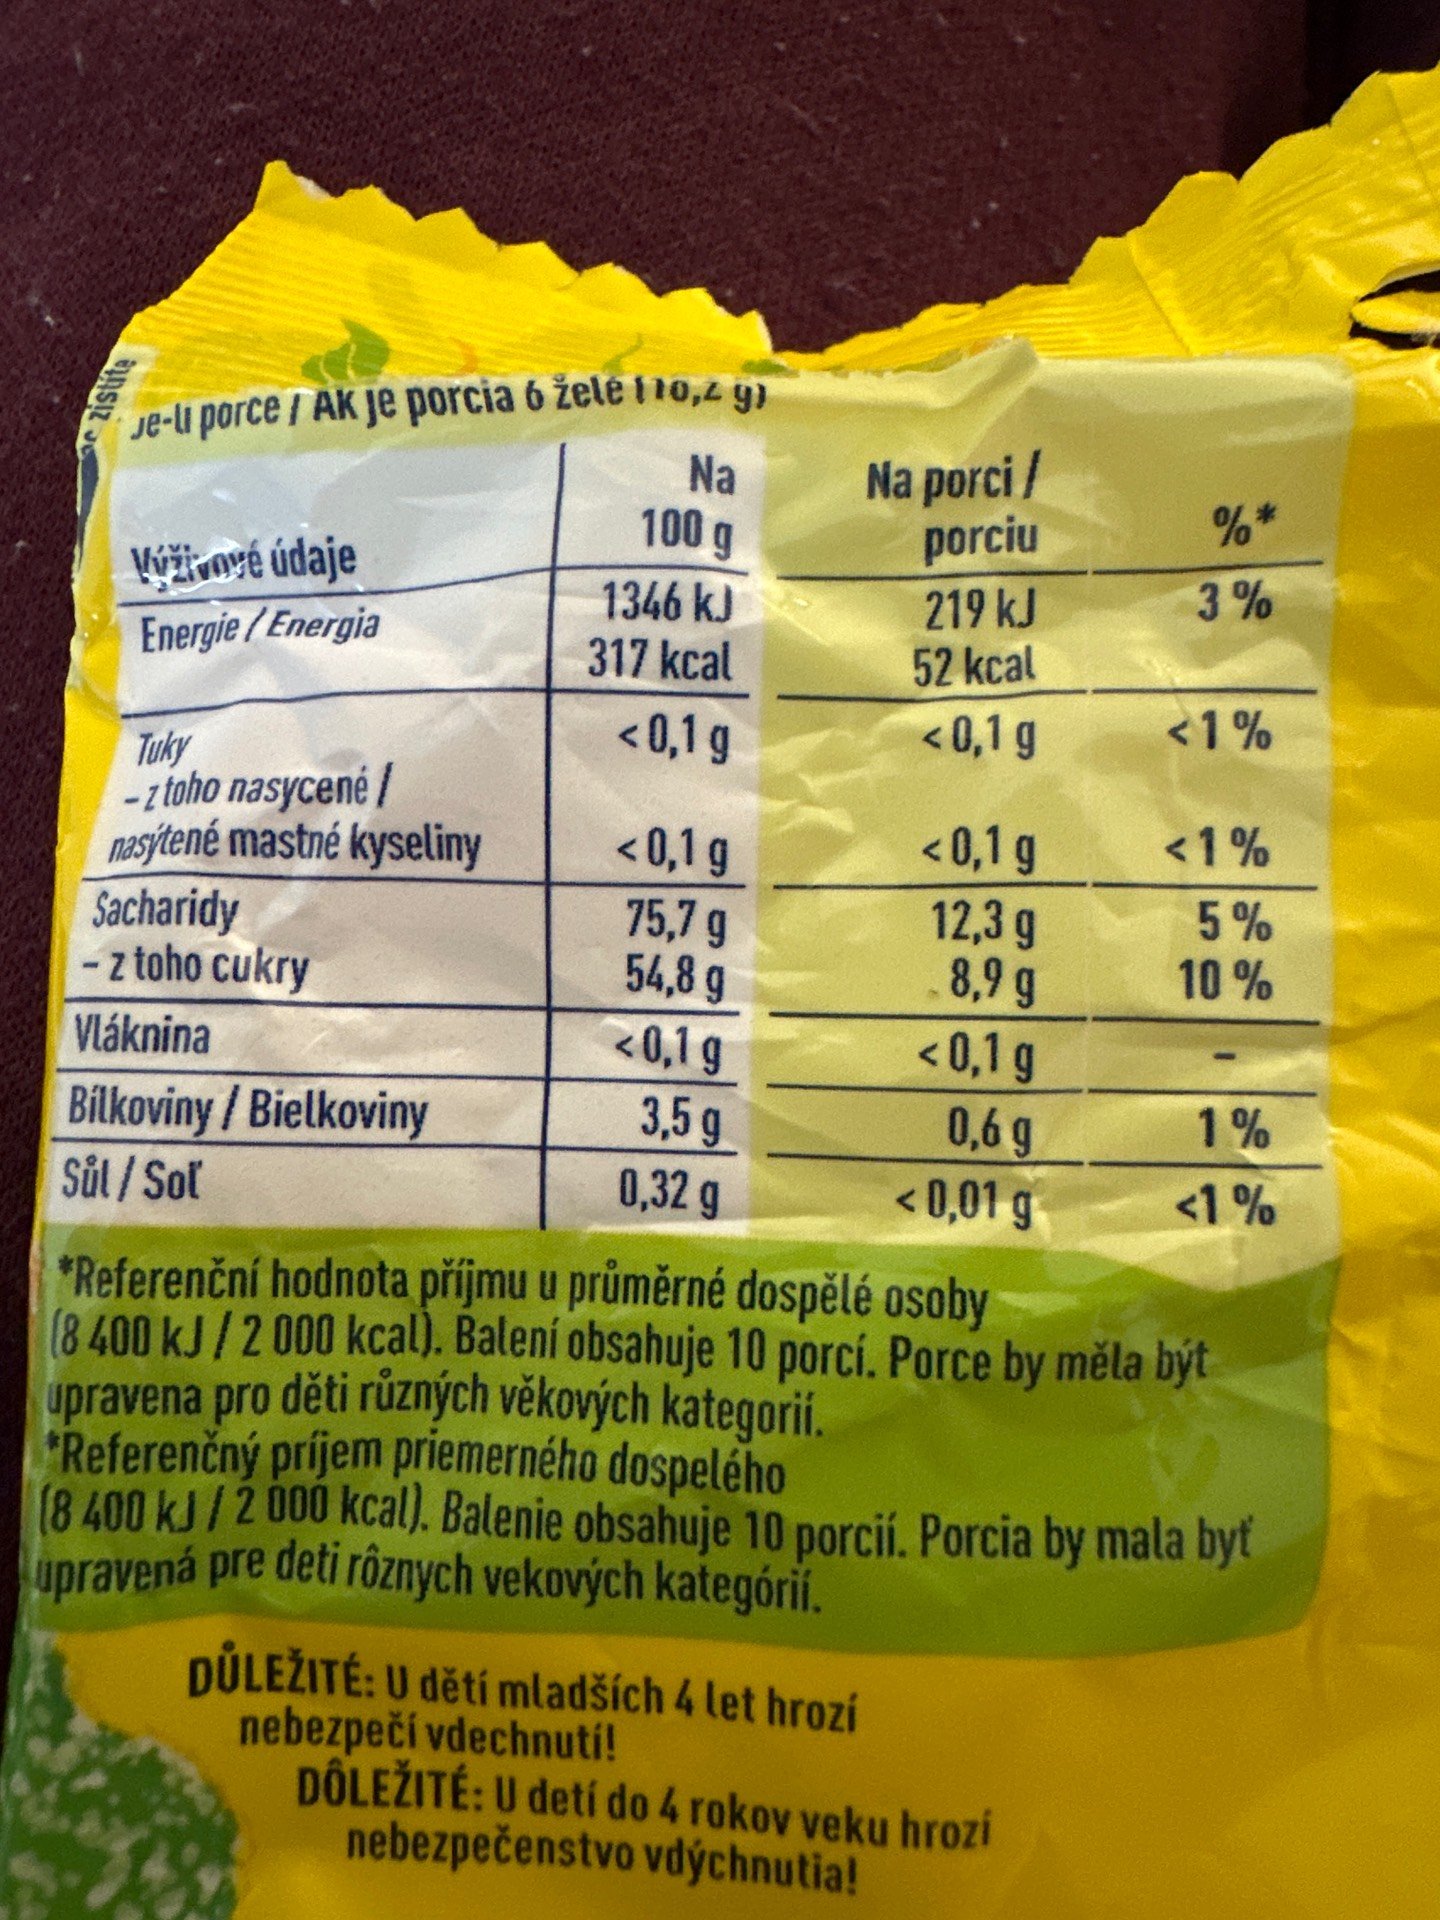 zistíte
je-li porce / AK je porcia 6 želé (16,2 g)
Výživové údaje
Na 100 g
Na porci / porciu
%*
Energie / Energia
1346 kJ 219 kJ 3 %
317 kcal 52 kcal
Tuky <0,1 g <0,1 g <1 %
– z toho nasycené /
nasýtené mastné kyseliny <0,1 g <0,1 g <1 %
Sacharidy 75,7 g 12,3 g 5 %
– z toho cukry 54,8 g 8,9 g 10 %
Vláknina <0,1 g <0,1 g –
Bílkoviny / Bielkoviny 3,5 g 0,6 g 1 %
Sůl / Soľ 0,32 g <0,01 g <1 %
*Referenční hodnota příjmu u průměrné dospělé osoby
(8 400 kJ / 2 000 kcal). Balení obsahuje 10 porcí. Porce by měla být
upravena pro děti různých věkových kategorií.
*Referenčný príjem priemerného dospelého
(8 400 kJ / 2 000 kcal). Balenie obsahuje 10 porcií. Porcia by mala byť
upravená pre deti rôznych vekových kategórií.
DŮLEŽITÉ: U dětí mladších 4 let hrozí
nebezpečí vdechnutí!
DÔLEŽITÉ: U detí do 4 rokov veku hrozí
nebezpečenstvo vdýchnutia!